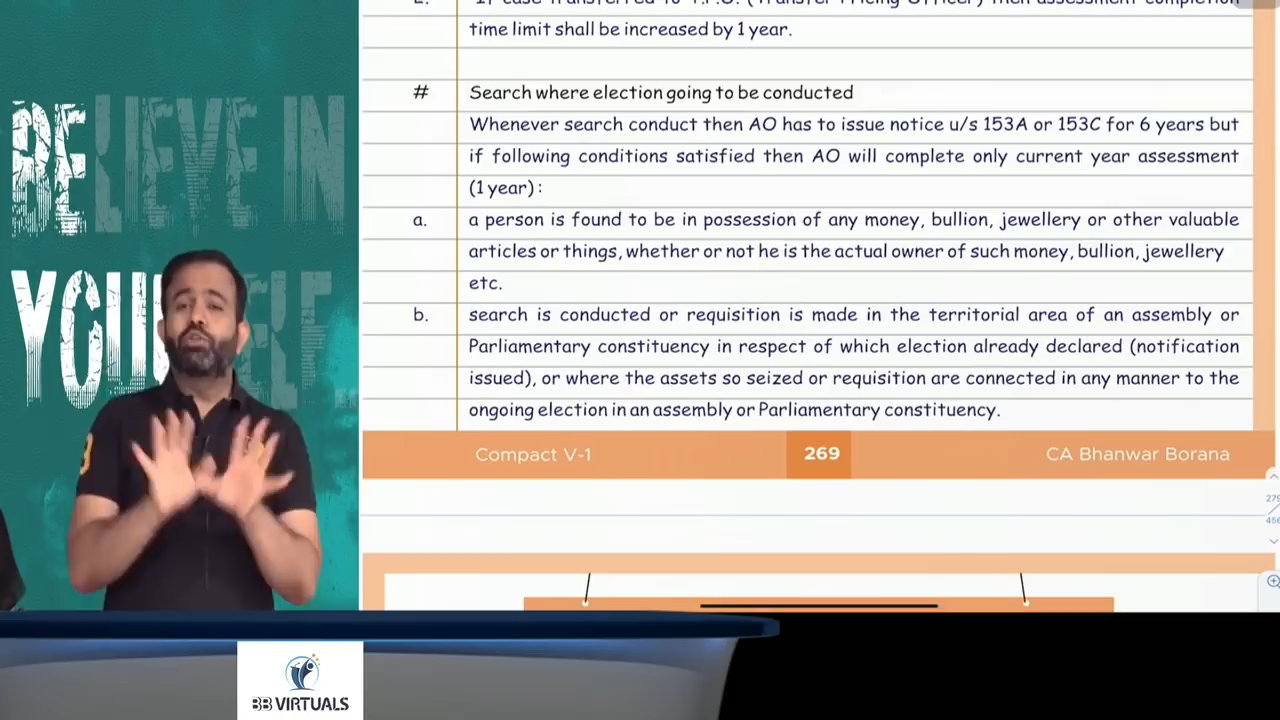 BELIEVE IN
YOURSELF
time limit shall be increased by 1 year.
# Search where election going to be conducted
Whenever search conduct then AO has to issue notice u/s 153A or 153C for 6 years but
if following conditions satisfied then AO will complete only current year assessment
(1 year) :
a. a person is found to be in possession of any money, bullion, jewellery or other valuable
articles or things, whether or not he is the actual owner of such money, bullion, jewellery
etc.
b. search is conducted or requisition is made in the territorial area of an assembly or
Parliamentary constituency in respect of which election already declared (notification
issued), or where the assets so seized or requisition are connected in any manner to the
ongoing election in an assembly or Parliamentary constituency.
Compact V-1 269 CA Bhanwar Borana
279
456
BB VIRTUALS